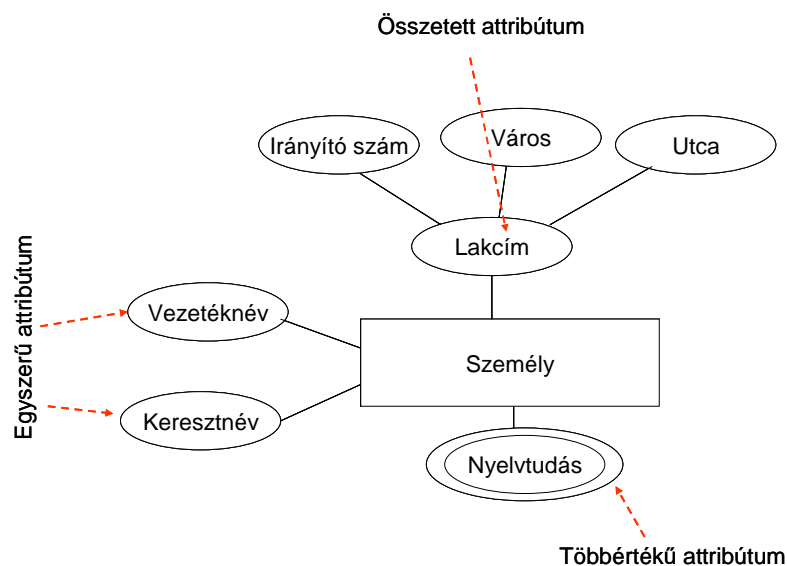 Összetett attribútum
Irányító szám
Város
Utca
Lakcím
Egyszerű attribútum
Vezetéknév
Személy
Keresztnév
Nyelvtudás
Többértékű attribútum